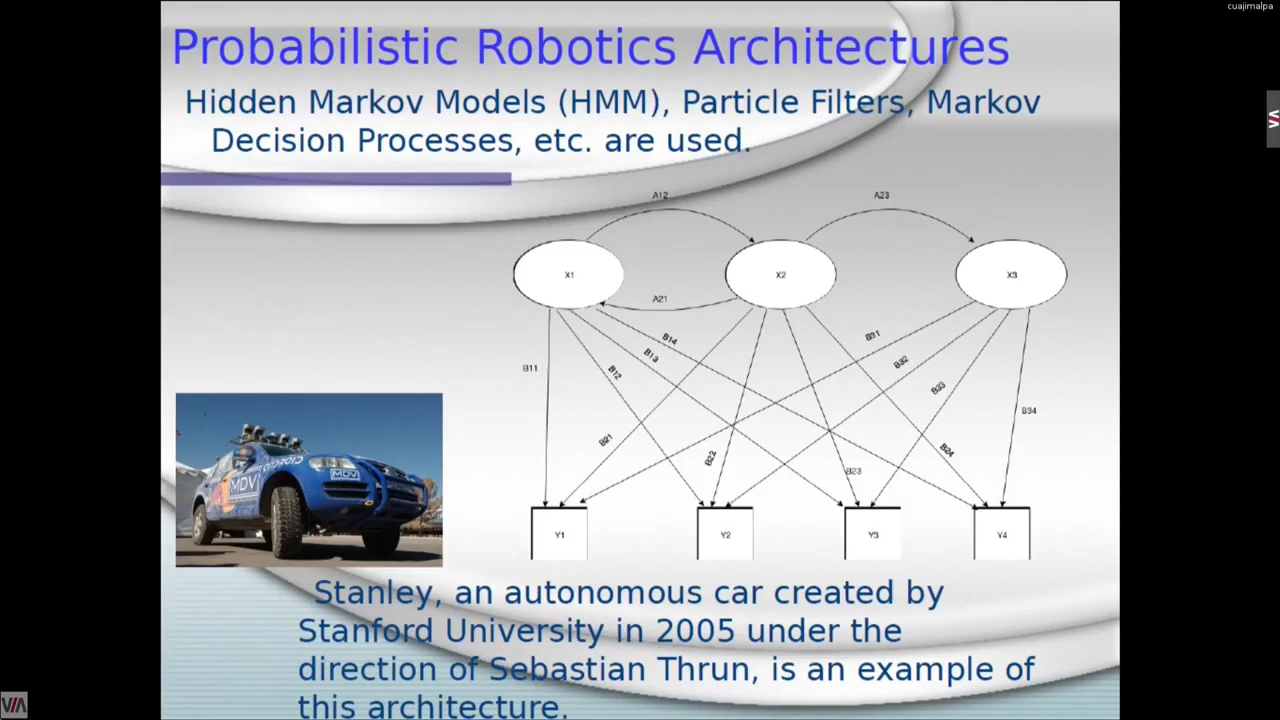 cuajimalpa
Probabilistic Robotics Architectures
Hidden Markov Models (HMM), Particle Filters, Markov
Decision Processes, etc. are used.
A12
A23
X1
X2
X3
A21
B14
B31
B13
B32
B11
B12
B33
B34
B21
B22
B24
B23
MDV
MDV
Y1
Y2
Y3
Y4
Stanley, an autonomous car created by
Stanford University in 2005 under the
direction of Sebastian Thrun, is an example of
this architecture.
VIA